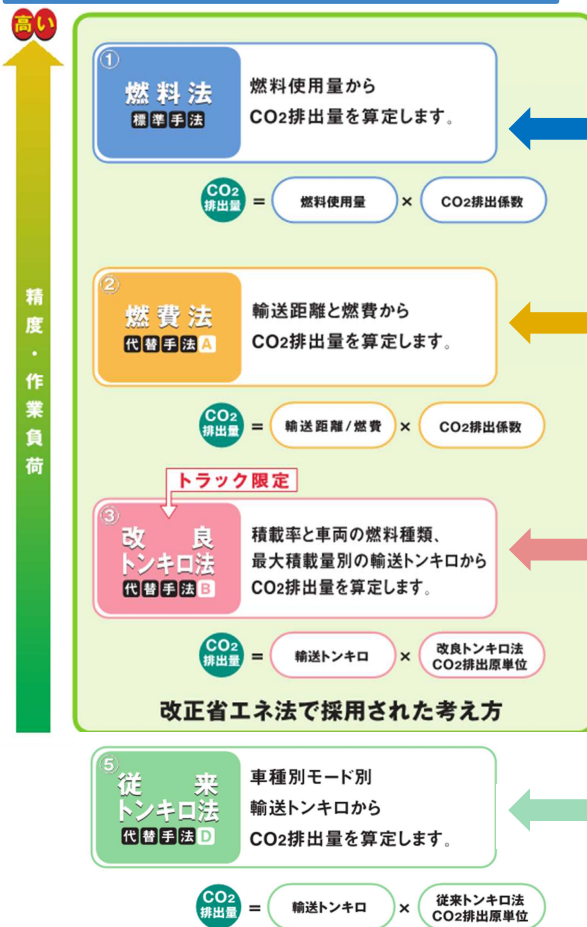 高い
精度・作業負荷
①
燃料法
標準手法
燃料使用量から
CO2排出量を算定します。
CO2
排出量
=
燃料使用量
×
CO2排出係数
②
燃費法
代替手法A
輸送距離と燃費から
CO2排出量を算定します。
CO2
排出量
=
輸送距離/燃費
×
CO2排出係数
トラック限定
③
改良
トンキロ法
代替手法B
積載率と車両の燃料種類、
最大積載量別の輸送トンキロから
CO2排出量を算定します。
CO2
排出量
=
輸送トンキロ
×
改良トンキロ法
CO2排出原単位
改正省エネ法で採用された考え方
⑤
従来
トンキロ法
代替手法D
車種別モード別
輸送トンキロから
CO2排出量を算定します。
CO2
排出量
=
輸送トンキロ
×
従来トンキロ法
CO2排出原単位